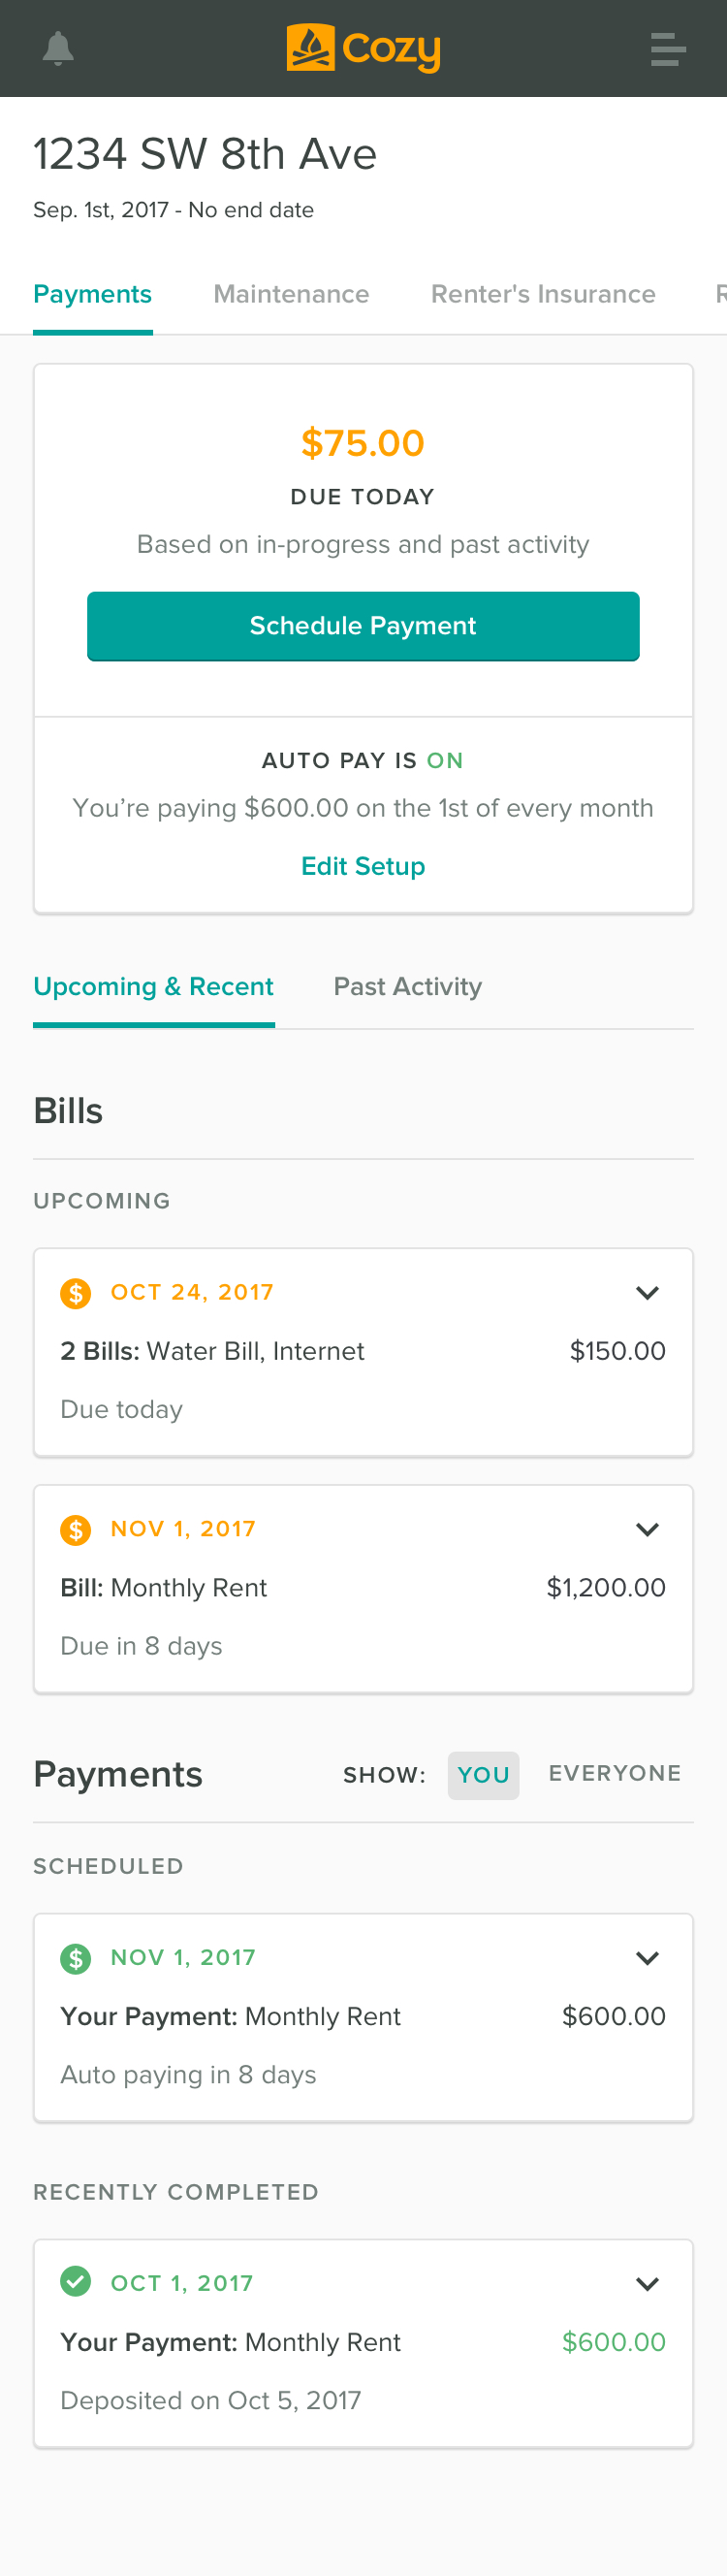 Cozy
1234 SW 8th Ave
Sep. 1st, 2017 - No end date
Payments Maintenance Renter's Insurance R
$75.00
DUE TODAY
Based on in-progress and past activity
Schedule Payment
AUTO PAY IS ON
You’re paying $600.00 on the 1st of every month
Edit Setup
Upcoming & Recent Past Activity
Bills
UPCOMING
$ OCT 24, 2017
2 Bills: Water Bill, Internet $150.00
Due today
$ NOV 1, 2017
Bill: Monthly Rent $1,200.00
Due in 8 days
Payments SHOW: YOU EVERYONE
SCHEDULED
$ NOV 1, 2017
Your Payment: Monthly Rent $600.00
Auto paying in 8 days
RECENTLY COMPLETED
OCT 1, 2017
Your Payment: Monthly Rent $600.00
Deposited on Oct 5, 2017